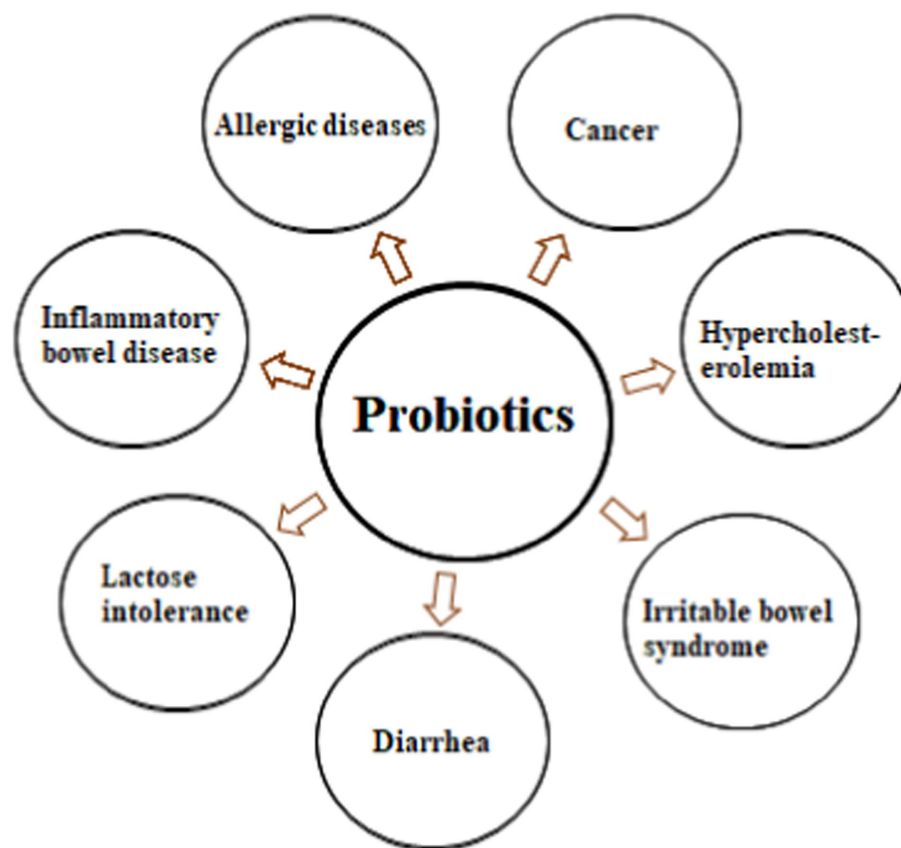 Allergic diseases
Cancer
Inflammatory
bowel disease
Hypercholest-
erolemia
Probiotics
Lactose
intolerance
Irritable bowel
syndrome
Diarrhea